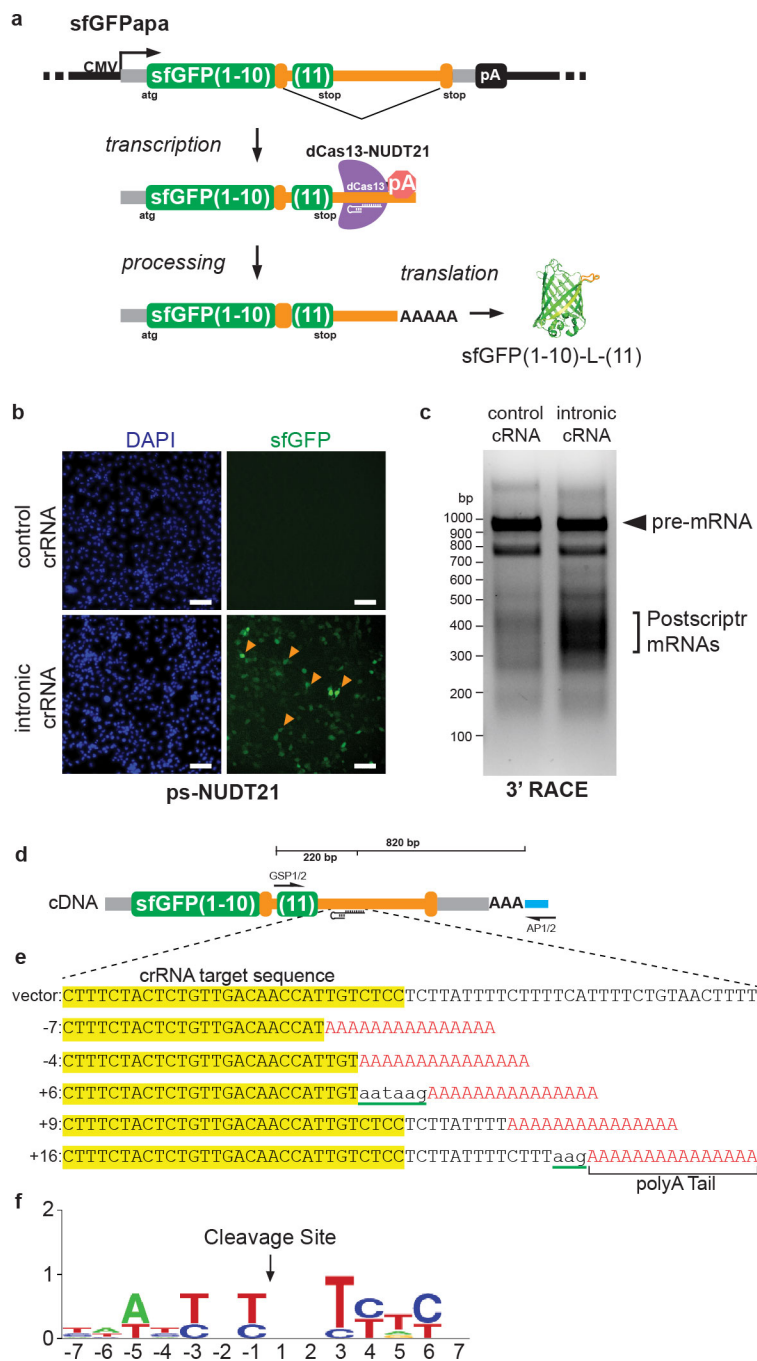 a
sfGFPapa
CMV
sfGFP(1-10)
(11)
pA
atg
stop
stop
transcription
dCas13-NUDT21
dCas13
pA
sfGFP(1-10)
(11)
atg
stop
processing
translation
sfGFP(1-10)
(11)
AAAAA
atg
stop
sfGFP(1-10)-L-(11)
b
DAPI
sfGFP
control
crRNA
intronic
crRNA
ps-NUDT21
c
control
cRNA
intronic
cRNA
bp
1000
900
800
700
600
500
400
300
200
100
pre-mRNA
Postscriptr
mRNAs
3' RACE
d
820 bp
220 bp
GSP1/2
cDNA
sfGFP(1-10)
(11)
AAA
AP1/2
e
crRNA target sequence
vector: CTTTCTACTCTGTTGACAACCATTGTCTCCTCTTATTTTCTTTTCATTTTCTGTAACTTTT
-7: CTTTCTACTCTGTTGACAACCATAAAAAAAAAAAAAAA
-4: CTTTCTACTCTGTTGACAACCATTGTAAAAAAAAAAAAAAA
+6: CTTTCTACTCTGTTGACAACCATTGTaataagAAAAAAAAAAAAAAA
+9: CTTTCTACTCTGTTGACAACCATTGTCTCCTCTTATTTTAAAAAAAAAAAAAAA
+16: CTTTCTACTCTGTTGACAACCATTGTCTCCTCTTATTTTCTTTaagAAAAAAAAAAAAAAA
polyA Tail
f
2
1
0
Cleavage Site
-7 -6 -5 -4 -3 -2 -1 1 2 3 4 5 6 7